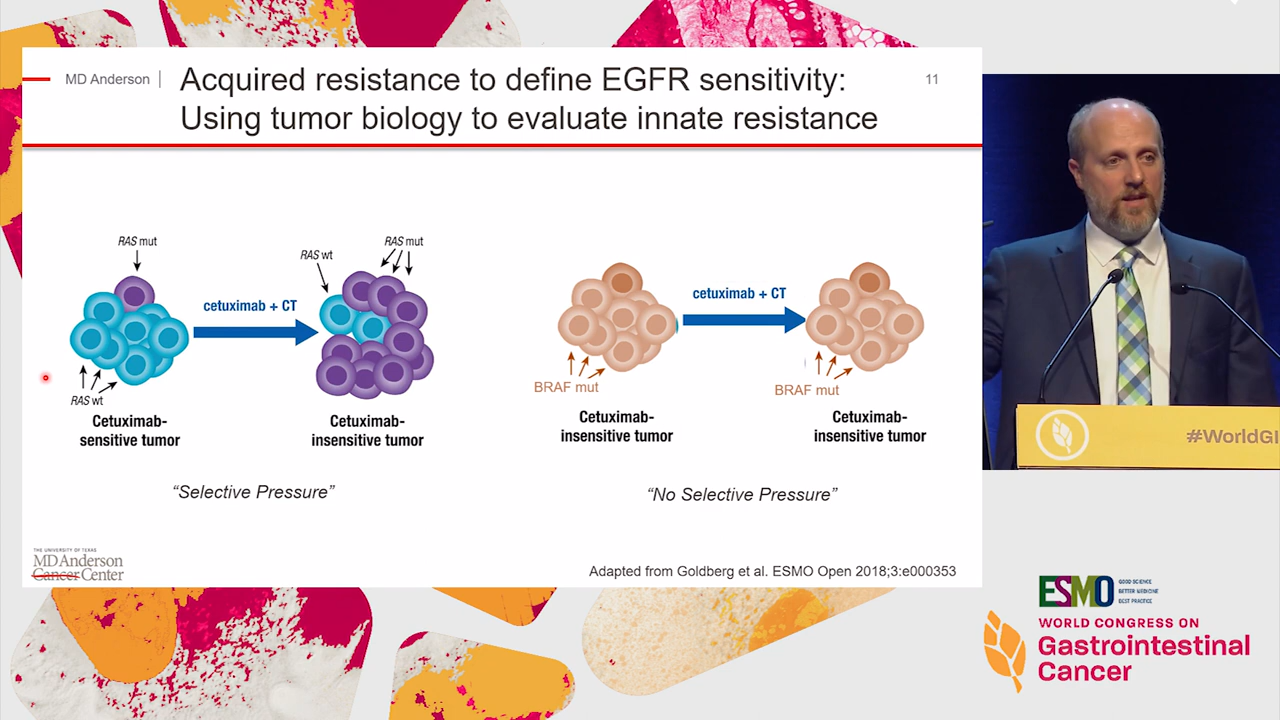 MD Anderson
Acquired resistance to define EGFR sensitivity:
Using tumor biology to evaluate innate resistance
11
RAS mut
RAS wt
cetuximab + CT
RAS wt
RAS mut
Cetuximab-
sensitive tumor
Cetuximab-
insensitive tumor
"Selective Pressure"
cetuximab + CT
BRAF mut
BRAF mut
Cetuximab-
insensitive tumor
Cetuximab-
insensitive tumor
"No Selective Pressure"
THE UNIVERSITY OF TEXAS
MD Anderson
Cancer Center
Adapted from Goldberg et al. ESMO Open 2018;3:e000353
#WorldGI
ESMO
GOOD SCIENCE
BETTER MEDICINE
BEST PRACTICE
WORLD CONGRESS ON
Gastrointestinal
Cancer